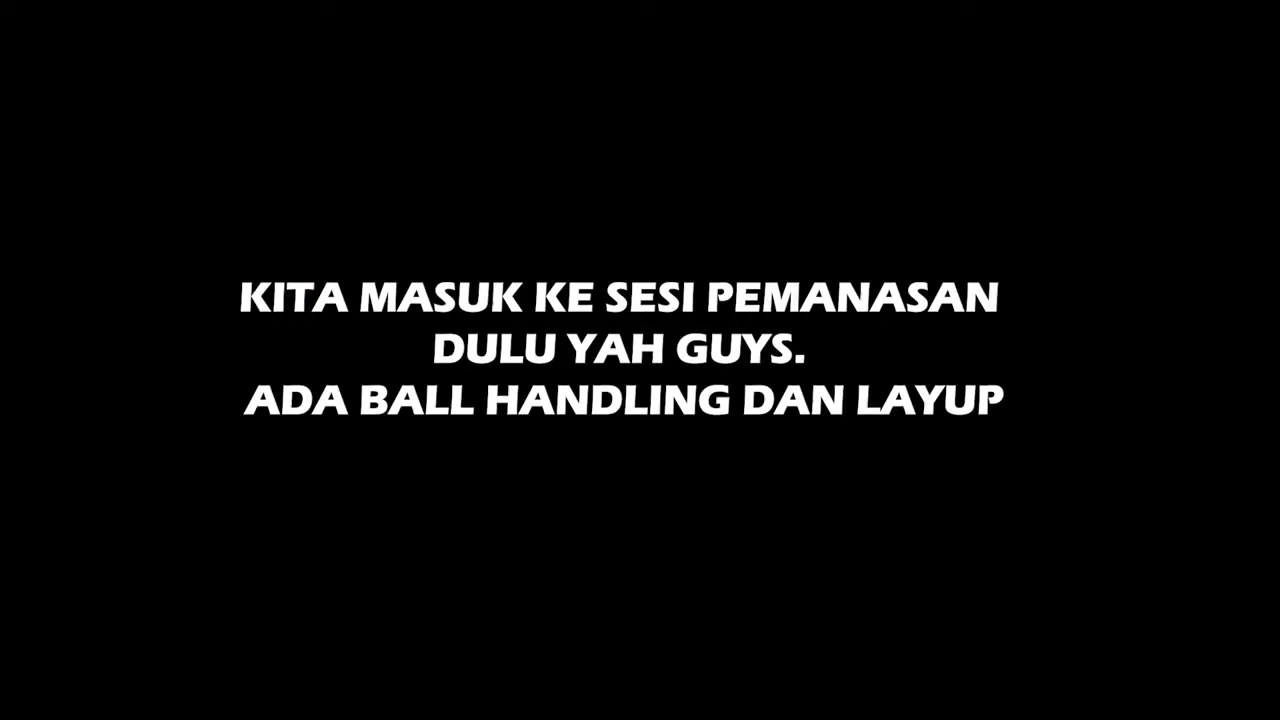 KITA MASUK KE SESI PEMANASAN
DULU YAH GUYS.
ADA BALL HANDLING DAN LAYUP